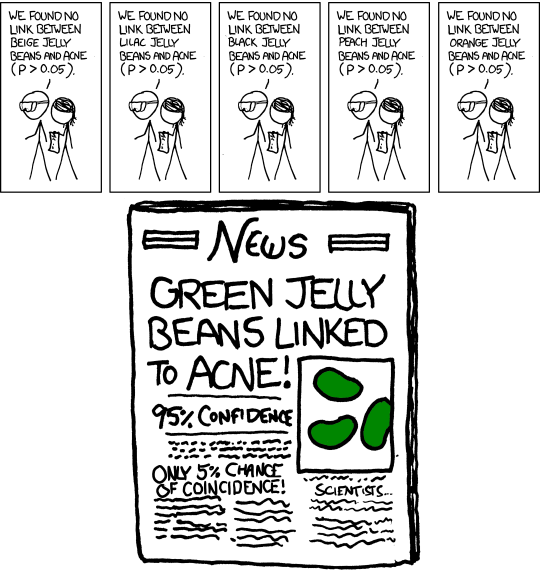 WE FOUND NO
LINK BETWEEN
BEIGE JELLY
BEANS AND ACNE
(P > 0.05).
WE FOUND NO
LINK BETWEEN
LILAC JELLY
BEANS AND ACNE
(P > 0.05).
WE FOUND NO
LINK BETWEEN
BLACK JELLY
BEANS AND ACNE
(P > 0.05).
WE FOUND NO
LINK BETWEEN
PEACH JELLY
BEANS AND ACNE
(P > 0.05).
WE FOUND NO
LINK BETWEEN
ORANGE JELLY
BEANS AND ACNE
(P > 0.05).
NEWS
GREEN JELLY
BEANS LINKED
TO ACNE!
95% CONFIDENCE
ONLY 5% CHANCE
OF COINCIDENCE!
SCIENTISTS...